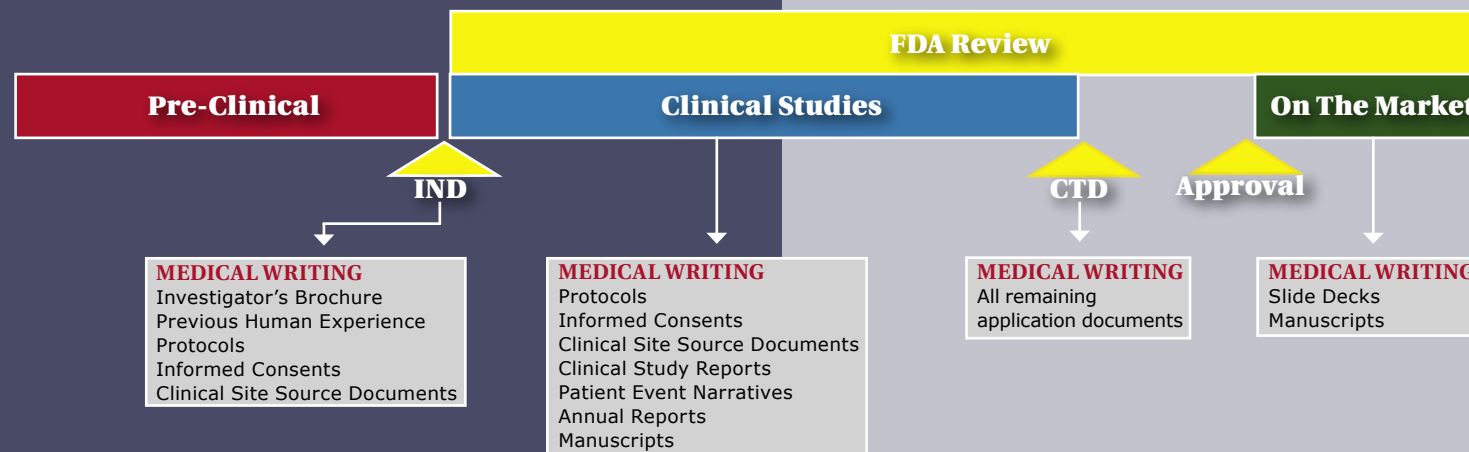 FDA Review
Pre-Clinical
Clinical Studies
On The Market
IND
CTD
Approval
MEDICAL WRITING
Investigator’s Brochure
Previous Human Experience
Protocols
Informed Consents
Clinical Site Source Documents
MEDICAL WRITING
Protocols
Informed Consents
Clinical Site Source Documents
Clinical Study Reports
Patient Event Narratives
Annual Reports
Manuscripts
MEDICAL WRITING
All remaining
application documents
MEDICAL WRITING
Slide Decks
Manuscripts